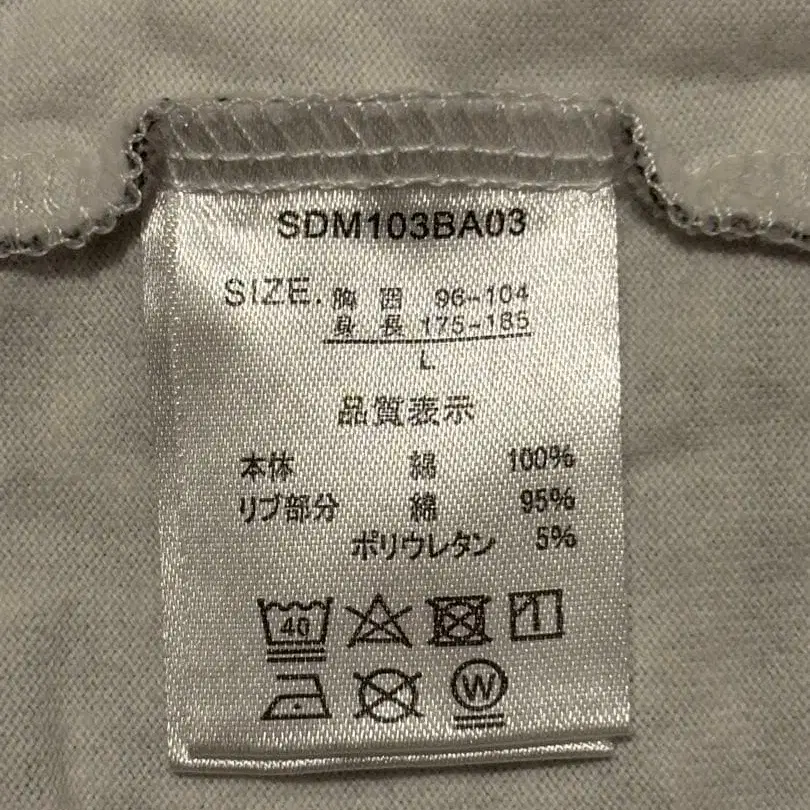 SDM103BA03
SIZE. 胸 囲 96-104
身 長 175-185
L
品質表示
本体 綿 100%
リブ部分 綿 95%
ポリウレタン 5%
40
W